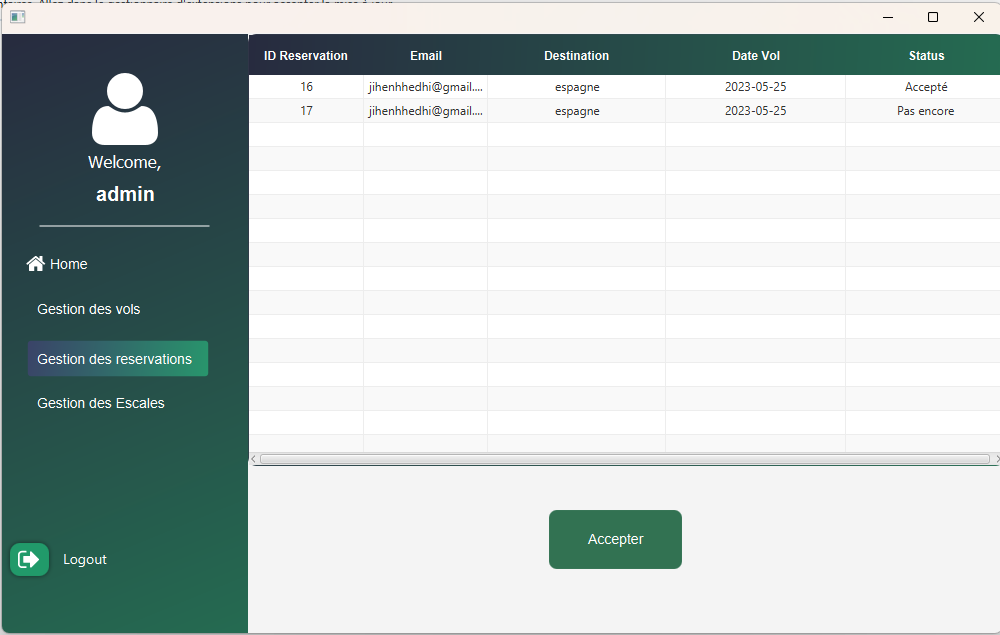 Welcome,
admin
Home
Gestion des vols
Gestion des reservations
Gestion des Escales
Logout
ID Reservation Email Destination Date Vol Status
16 jihenhhedhi@gmail.... espagne 2023-05-25 Accepté
17 jihenhhedhi@gmail.... espagne 2023-05-25 Pas encore
Accepter